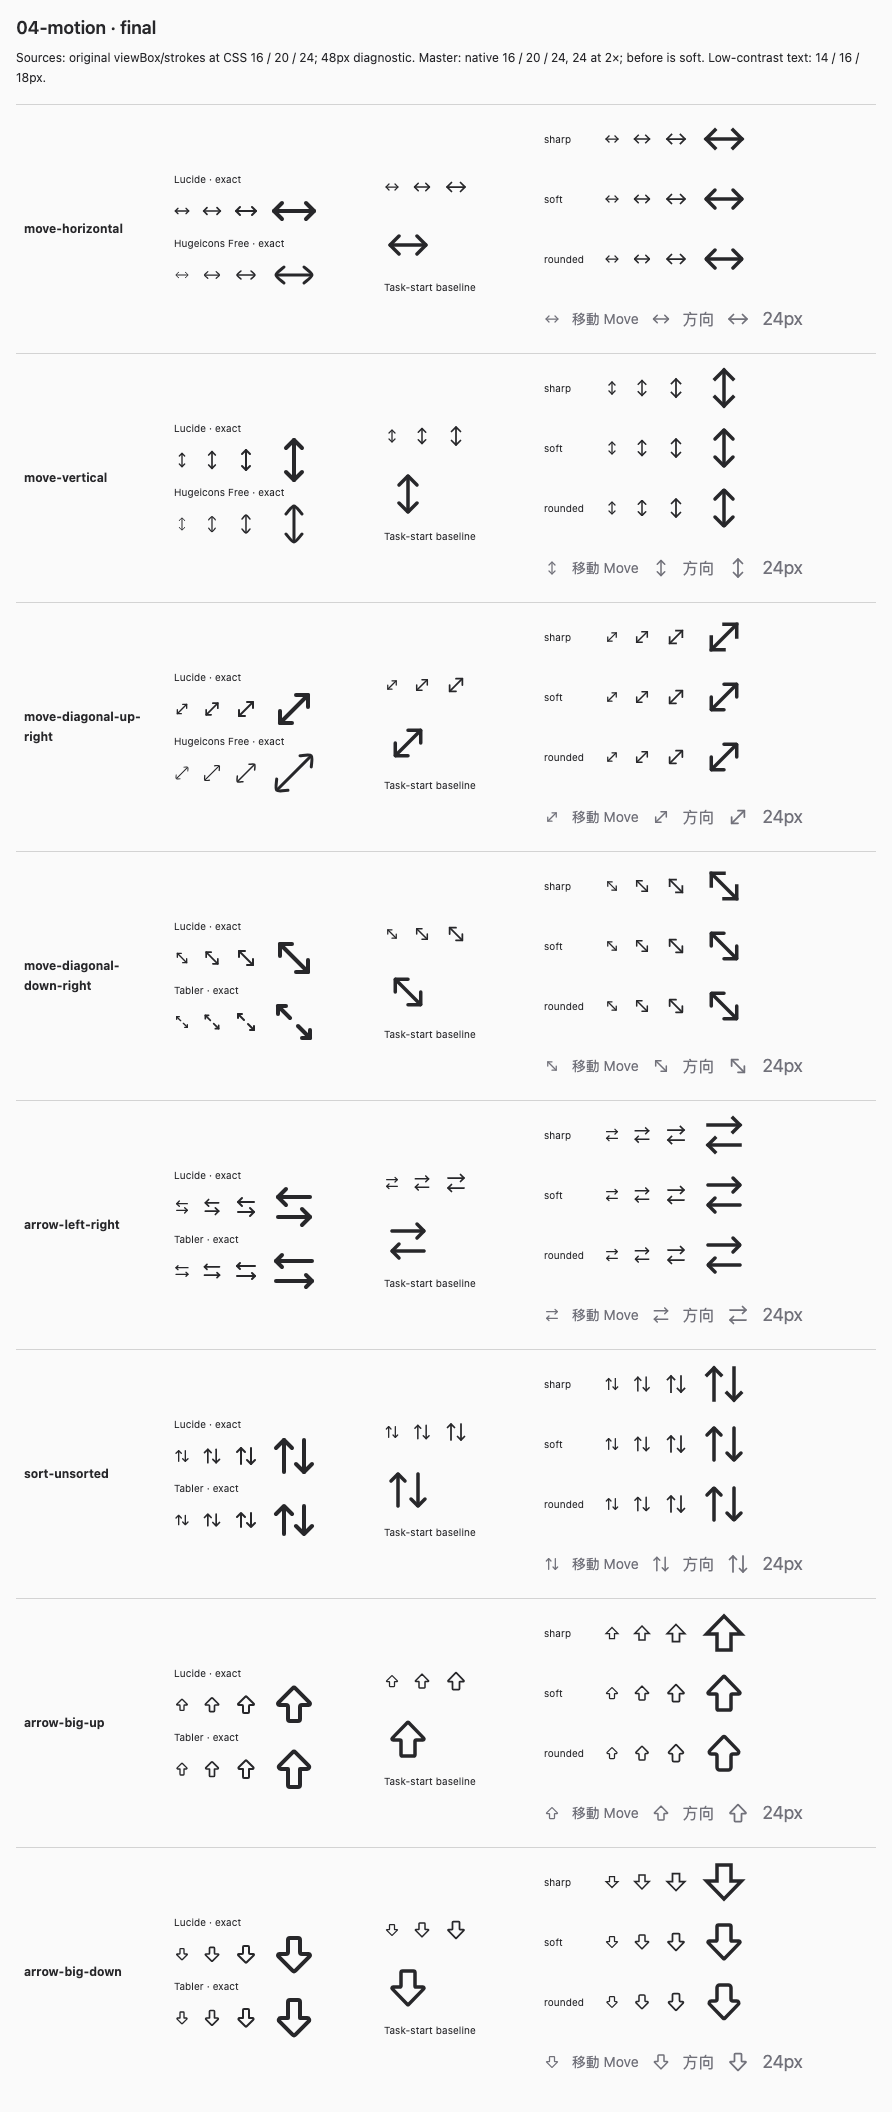 04-motion · final
Sources: original viewBox/strokes at CSS 16 / 20 / 24; 48px diagnostic. Master: native 16 / 20 / 24, 24 at 2×; before is soft. Low-contrast text: 14 / 16 /
18px.
move-horizontal
Lucide · exact
Hugeicons Free · exact
Task-start baseline
sharp
soft
rounded
移動 Move 方向 24px
move-vertical
Lucide · exact
Hugeicons Free · exact
Task-start baseline
sharp
soft
rounded
移動 Move 方向 24px
move-diagonal-up-
right
Lucide · exact
Hugeicons Free · exact
Task-start baseline
sharp
soft
rounded
移動 Move 方向 24px
move-diagonal-
down-right
Lucide · exact
Tabler · exact
Task-start baseline
sharp
soft
rounded
移動 Move 方向 24px
arrow-left-right
Lucide · exact
Tabler · exact
Task-start baseline
sharp
soft
rounded
移動 Move 方向 24px
sort-unsorted
Lucide · exact
Tabler · exact
Task-start baseline
sharp
soft
rounded
移動 Move 方向 24px
arrow-big-up
Lucide · exact
Tabler · exact
Task-start baseline
sharp
soft
rounded
移動 Move 方向 24px
arrow-big-down
Lucide · exact
Tabler · exact
Task-start baseline
sharp
soft
rounded
移動 Move 方向 24px